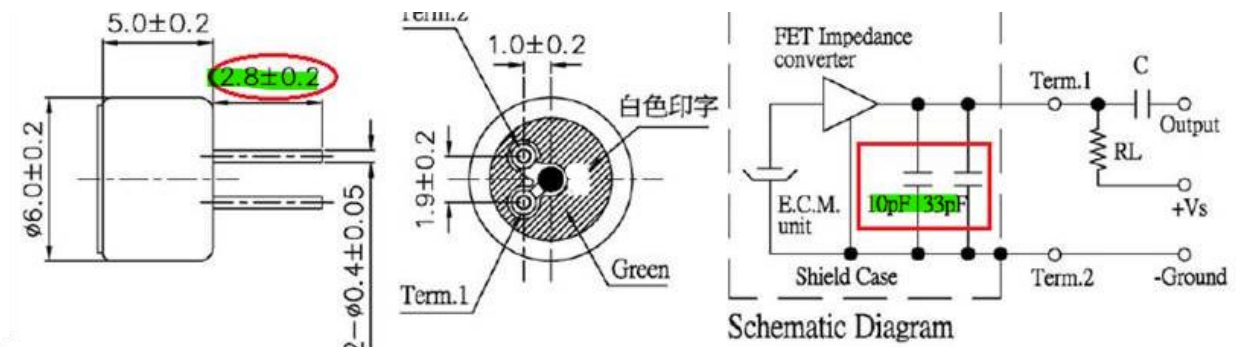 5.0±0.2
2.8±0.2
ø6.0±0.2
2-ø0.4±0.05
Term.2
1.0±0.2
白色印字
1.9±0.2
Green
Term.1
FET Impedance
converter
Term.1
C
Output
RL
E.C.M.
unit
10pF 33pF
+Vs
Shield Case
Term.2
-Ground
Schematic Diagram